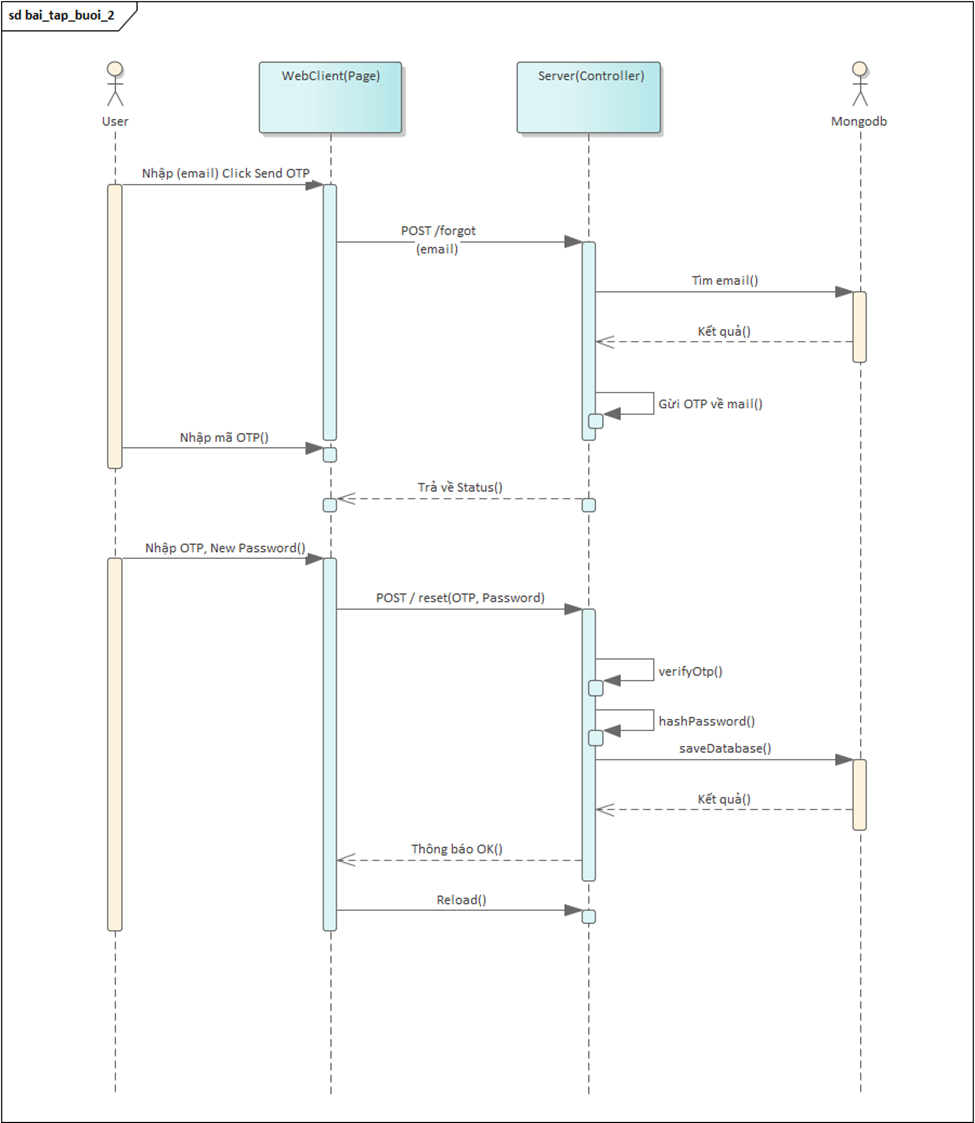 sd bai_tap_buoi_2
WebClient(Page)
Server(Controller)
User
Mongodb
Nhập (email) Click Send OTP
POST /forgot
(email)
Tìm email()
Kết quả()
Gửi OTP về mail()
Nhập mã OTP()
Trả về Status()
Nhập OTP, New Password()
POST / reset(OTP, Password)
verifyOtp()
hashPassword()
saveDatabase()
Kết quả()
Thông báo OK()
Reload()